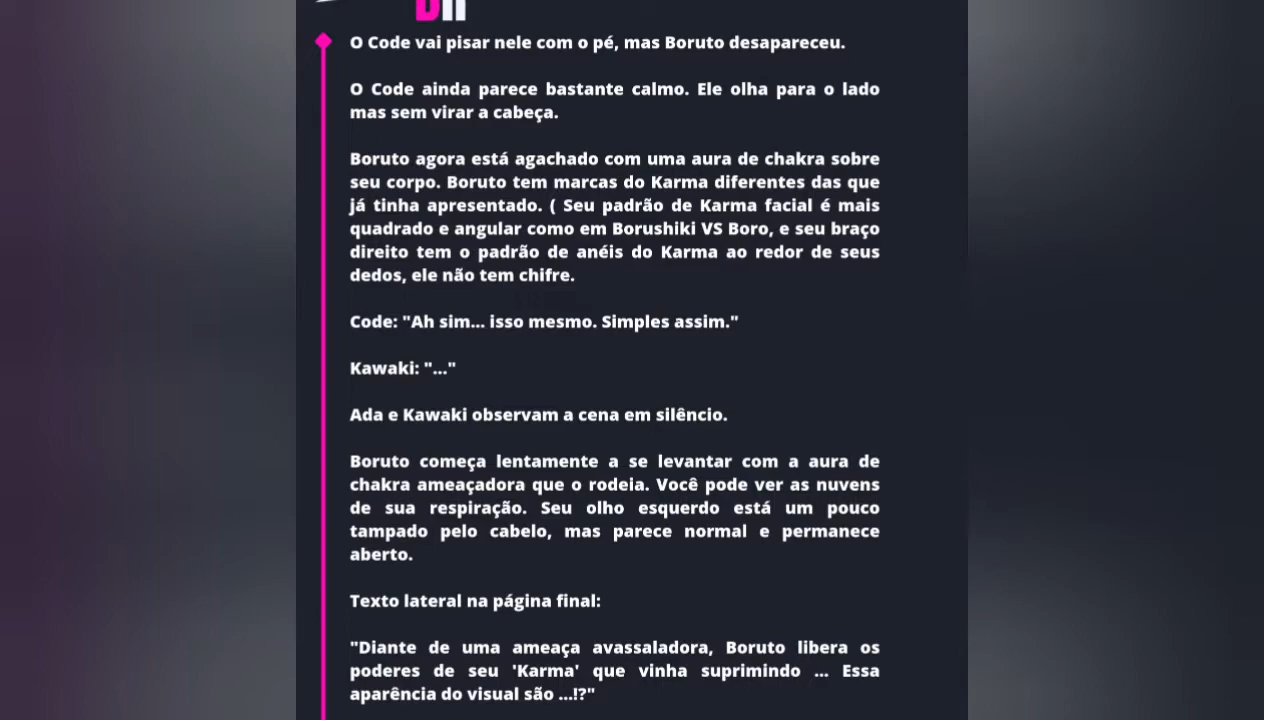 O Code vai pisar nele com o pé, mas Boruto desapareceu.
O Code ainda parece bastante calmo. Ele olha para o lado
mas sem virar a cabeça.
Boruto agora está agachado com uma aura de chakra sobre
seu corpo. Boruto tem marcas do Karma diferentes das que
já tinha apresentado. ( Seu padrão de Karma facial é mais
quadrado e angular como em Borushiki VS Boro, e seu braço
direito tem o padrão de anéis do Karma ao redor de seus
dedos, ele não tem chifre.
Code: "Ah sim... isso mesmo. Simples assim."
Kawaki: "..."
Ada e Kawaki observam a cena em silêncio.
Boruto começa lentamente a se levantar com a aura de
chakra ameaçadora que o rodeia. Você pode ver as nuvens
de sua respiração. Seu olho esquerdo está um pouco
tampado pelo cabelo, mas parece normal e permanece
aberto.
Texto lateral na página final:
"Diante de uma ameaça avassaladora, Boruto libera os
poderes de seu 'Karma' que vinha suprimindo ... Essa
aparência do visual são ...!?"